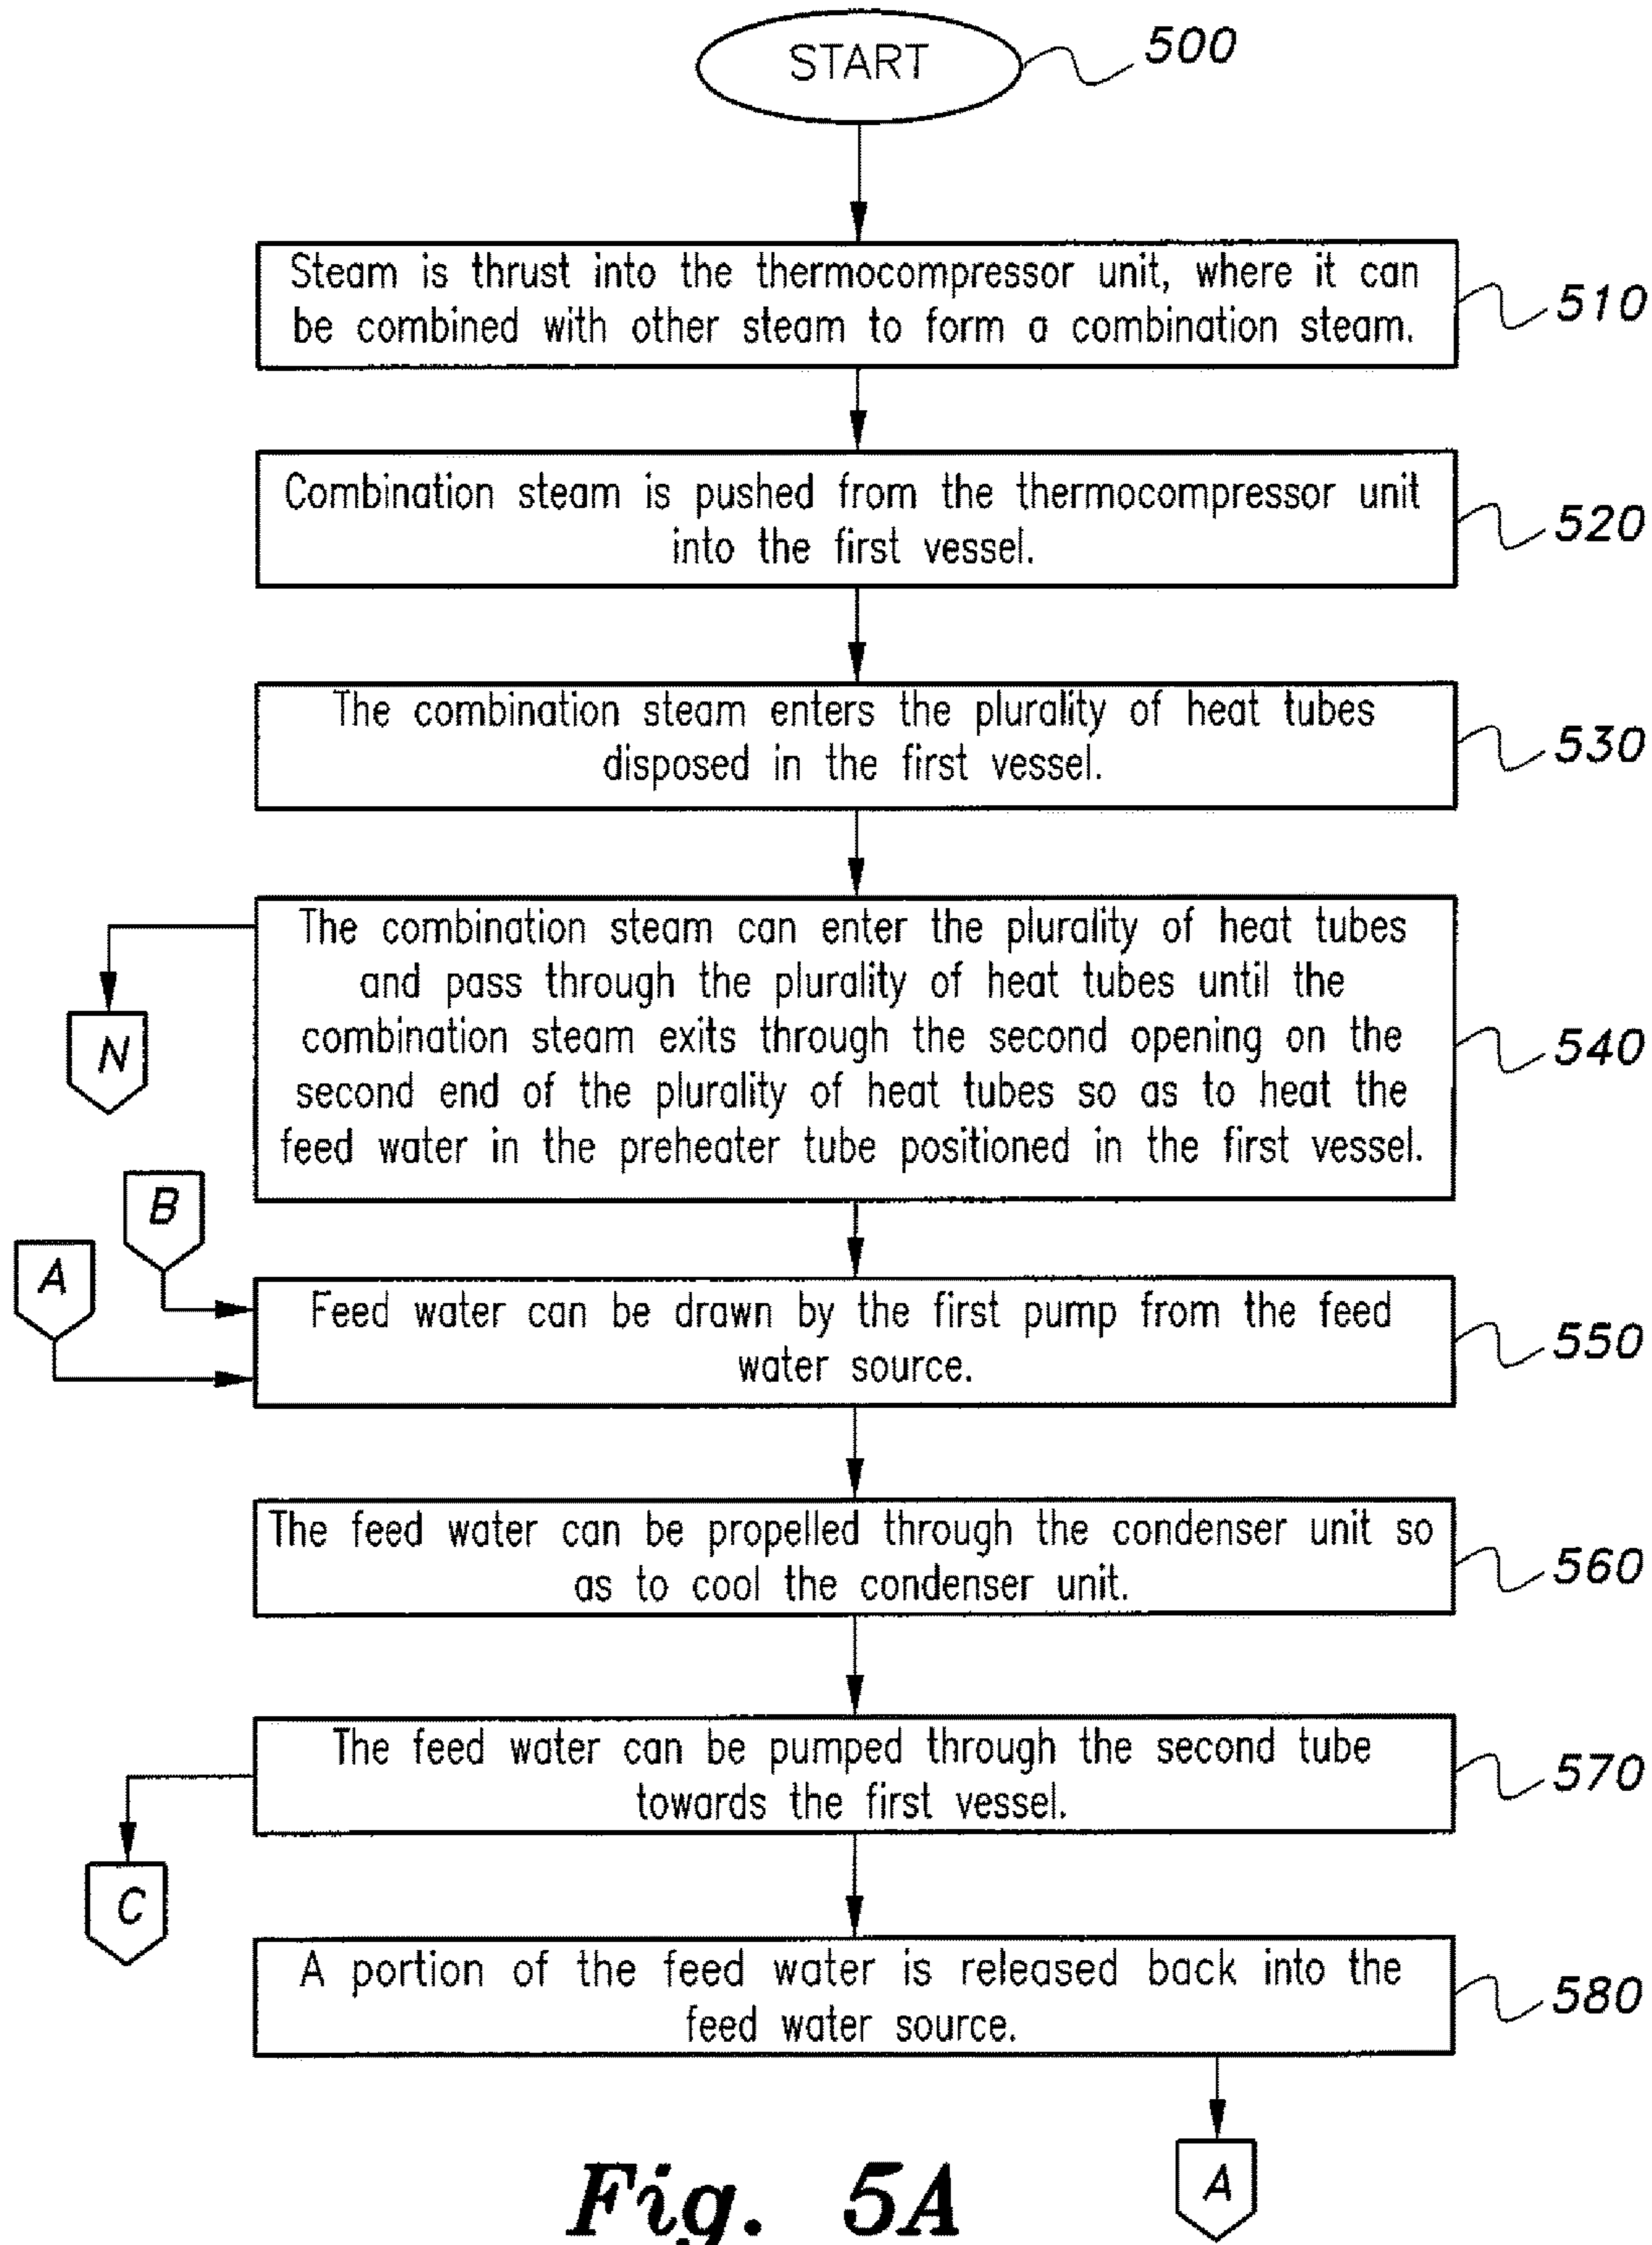 START
500
Steam is thrust into the thermocompressor unit, where it can
be combined with other steam to form a combination steam.
510
Combination steam is pushed from the thermocompressor unit
into the first vessel.
520
The combination steam enters the plurality of heat tubes
disposed in the first vessel.
530
The combination steam can enter the plurality of heat tubes
and pass through the plurality of heat tubes until the
combination steam exits through the second opening on the
second end of the plurality of heat tubes so as to heat the
feed water in the preheater tube positioned in the first vessel.
540
N
B
A
Feed water can be drawn by the first pump from the feed
water source.
550
The feed water can be propelled through the condenser unit so
as to cool the condenser unit.
560
The feed water can be pumped through the second tube
towards the first vessel.
570
C
A portion of the feed water is released back into the
feed water source.
580
A
Fig. 5A